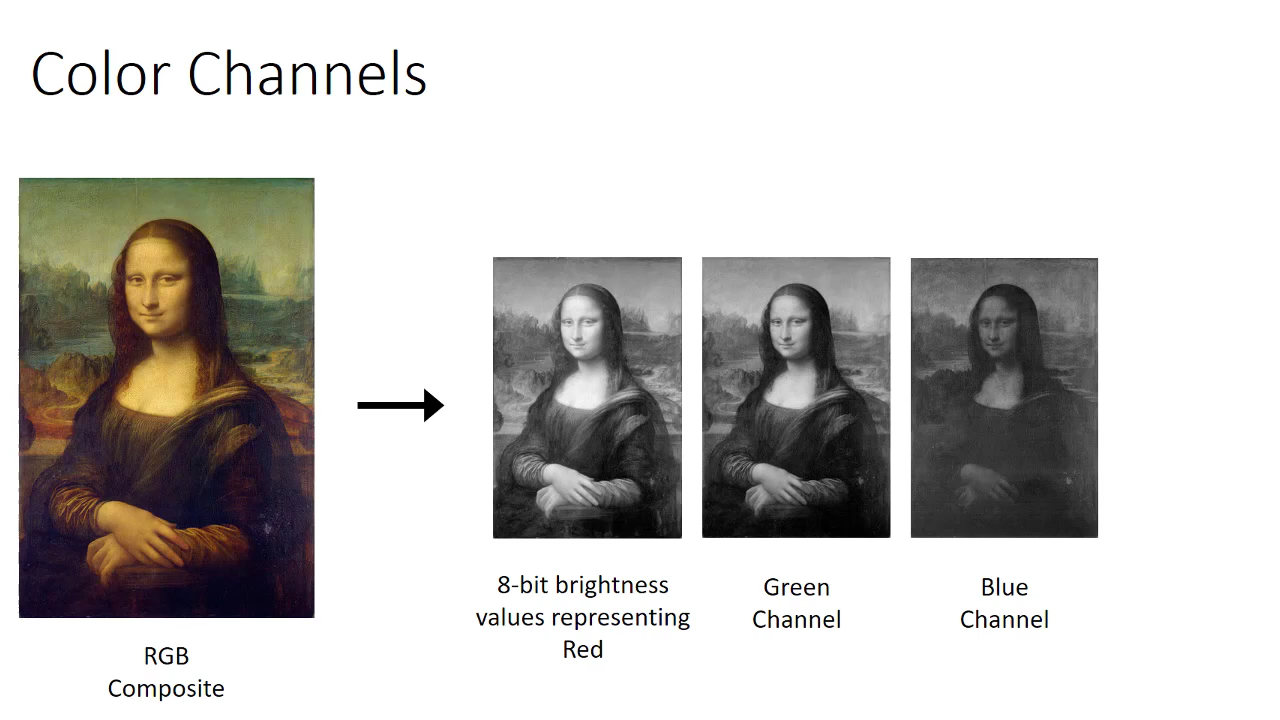 Color Channels
RGB
Composite
8-bit brightness
values representing
Red
Green
Channel
Blue
Channel